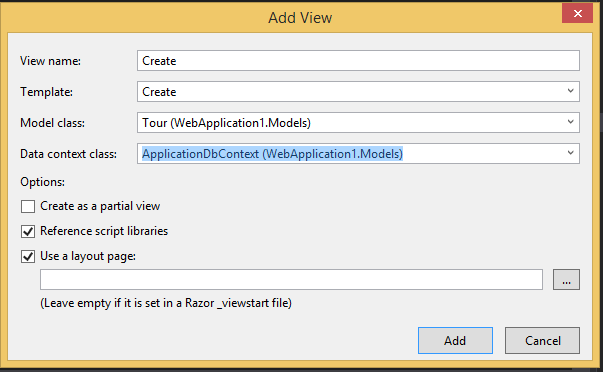 Add View
View name: Create
Template: Create
Model class: Tour (WebApplication1.Models)
Data context class: ApplicationDbContext (WebApplication1.Models)
Options:
Create as a partial view
Reference script libraries
Use a layout page:
...
(Leave empty if it is set in a Razor _viewstart file)
Add Cancel